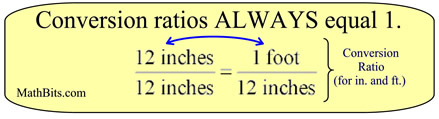 Conversion ratios ALWAYS equal 1.
12 inches / 12 inches = 1 foot / 12 inches
Conversion
Ratio
(for in. and ft.)
MathBits.com